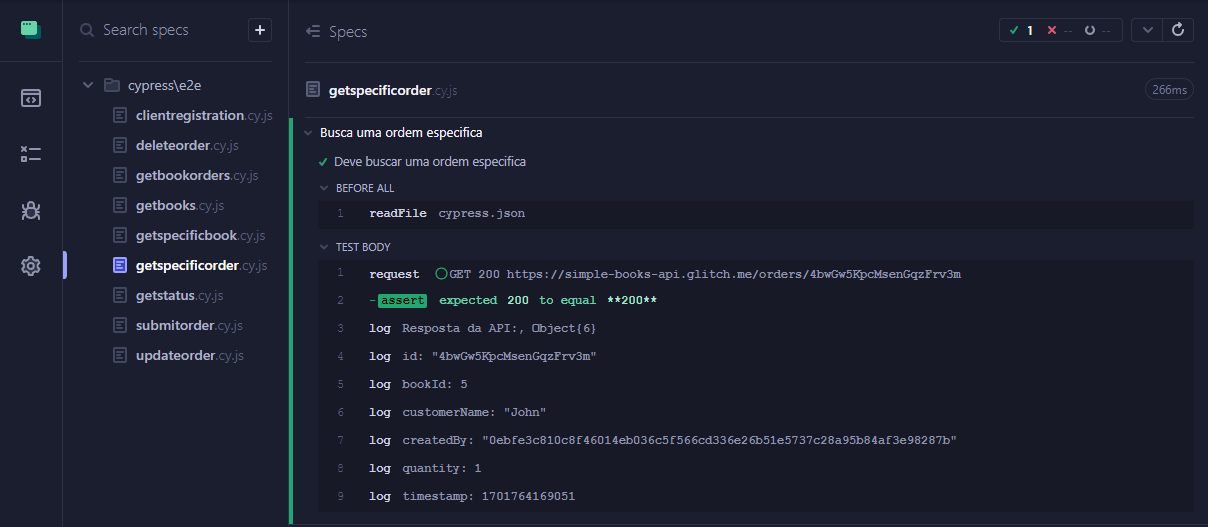 Search specs
+
cypress\e2e
clientregistration.cy.js
deleteorder.cy.js
getbookorders.cy.js
getbooks.cy.js
getspecificbook.cy.js
getspecificorder.cy.js
getstatus.cy.js
submitorder.cy.js
updateorder.cy.js
Specs
1 -- --
getspecificorder.cy.js 266ms
Busca uma ordem especifica
Deve buscar uma ordem especifica
BEFORE ALL
1 readFile cypress.json
TEST BODY
1 request GET 200 https://simple-books-api.glitch.me/orders/4bwGw5KpcMsenGqzFrv3m
2 -assert expected 200 to equal **200**
3 log Resposta da API:, Object{6}
4 log id: "4bwGw5KpcMsenGqzFrv3m"
5 log bookId: 5
6 log customerName: "John"
7 log createdBy: "0ebfe3c810c8f46014eb036c5f566cd336e26b51e5737c28a95b84af3e98287b"
8 log quantity: 1
9 log timestamp: 1701764169051